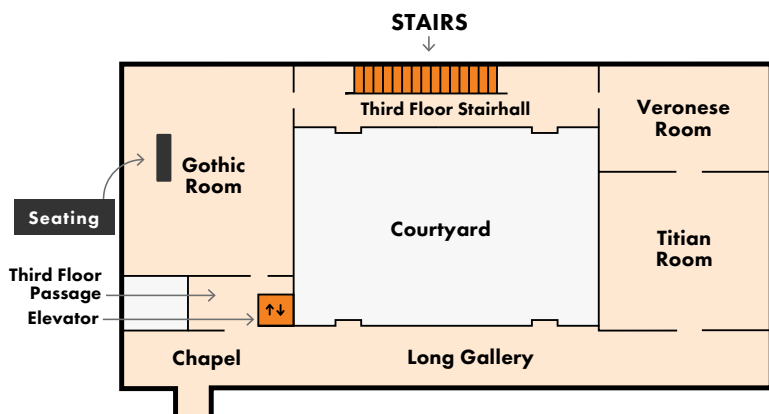 STAIRS
Third Floor Stairhall
Veronese
Room
Gothic
Room
Seating
Courtyard
Titian
Room
Third Floor
Passage
Elevator
Chapel
Long Gallery